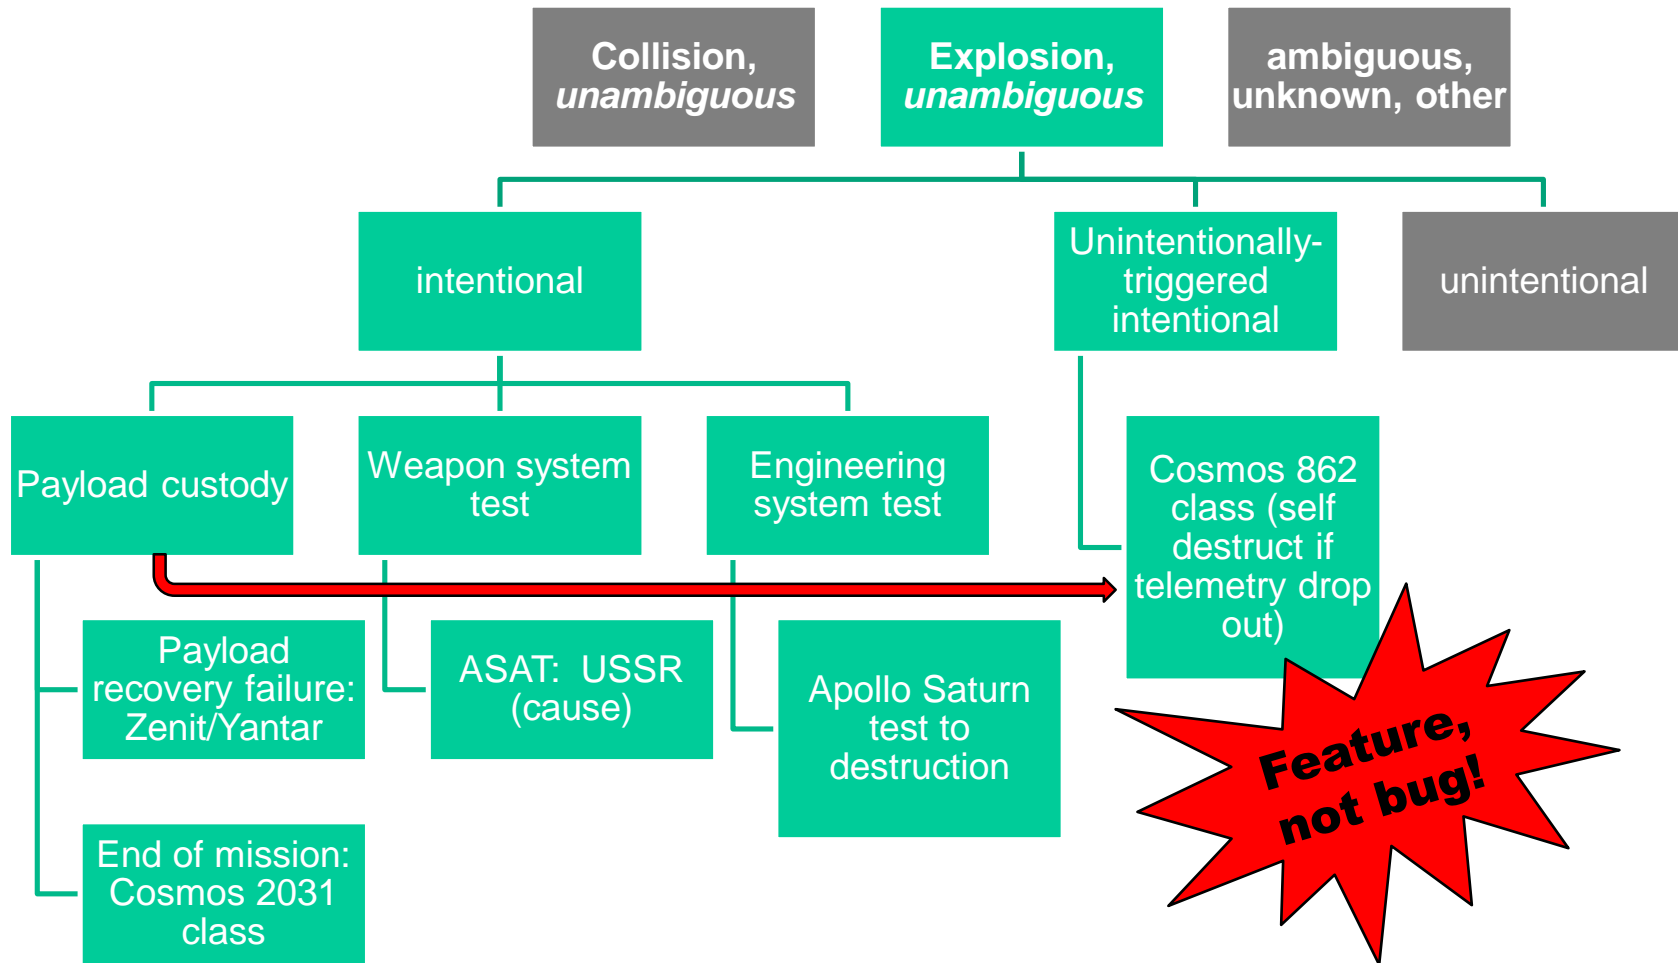 Collision,
unambiguous
Explosion,
unambiguous
ambiguous,
unknown, other
intentional
Unintentionally-
triggered
intentional
unintentional
Payload custody
Weapon system
test
Engineering
system test
Cosmos 862
class (self
destruct if
telemetry drop
out)
Payload
recovery failure:
Zenit/Yantar
ASAT:  USSR
(cause)
Apollo Saturn
test to
destruction
End of mission:
Cosmos 2031
class
Feature,
not bug!